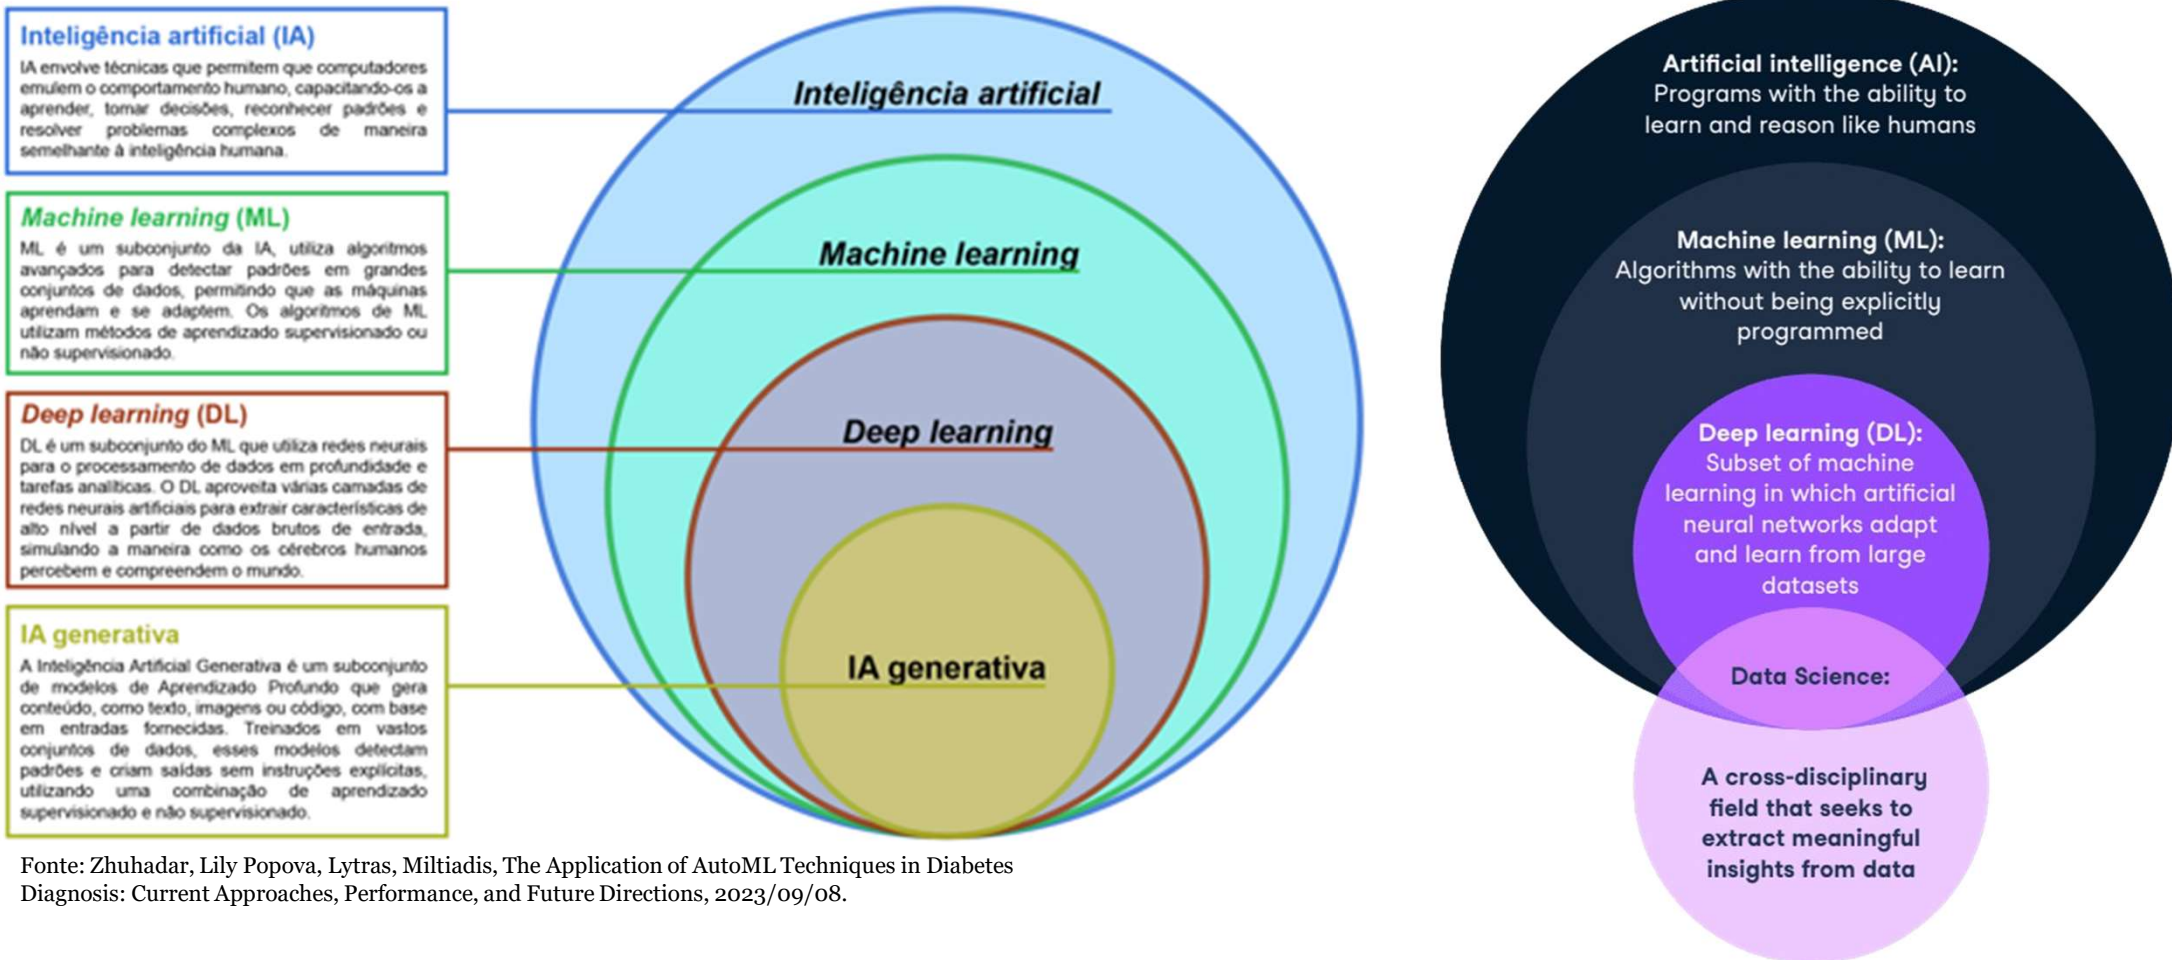 Inteligência artificial (IA)
IA envolve técnicas que permitem que computadores
emulem o comportamento humano, capacitando-os a
aprender, tomar decisões, reconhecer padrões e
resolver problemas complexos de maneira
semelhante à inteligência humana.
Machine learning (ML)
ML é um subconjunto da IA, utiliza algoritmos
avançados para detectar padrões em grandes
conjuntos de dados, permitindo que as máquinas
aprendam e se adaptem. Os algoritmos de ML
utilizam métodos de aprendizado supervisionado ou
não supervisionado.
Deep learning (DL)
DL é um subconjunto do ML que utiliza redes neurais
para o processamento de dados em profundidade e
tarefas analíticas. O DL aproveita várias camadas de
redes neurais artificiais para extrair características de
alto nível a partir de dados brutos de entrada,
simulando a maneira como os cérebros humanos
percebem e compreendem o mundo.
IA generativa
A Inteligência Artificial Generativa é um subconjunto
de modelos de Aprendizado Profundo que gera
conteúdo, como texto, imagens ou código, com base
em entradas fornecidas. Treinados em vastos
conjuntos de dados, esses modelos detectam
padrões e criam saídas sem instruções explícitas,
utilizando uma combinação de aprendizado
supervisionado e não supervisionado.
Inteligência artificial
Machine learning
Deep learning
IA generativa
Fonte: Zhuhadar, Lily Popova, Lytras, Miltiadis, The Application of AutoML Techniques in Diabetes
Diagnosis: Current Approaches, Performance, and Future Directions, 2023/09/08.
Artificial intelligence (AI):
Programs with the ability to
learn and reason like humans
Machine learning (ML):
Algorithms with the ability to learn
without being explicitly
programmed
Deep learning (DL):
Subset of machine
learning in which artificial
neural networks adapt
and learn from large
datasets
Data Science:
A cross-disciplinary
field that seeks to
extract meaningful
insights from data